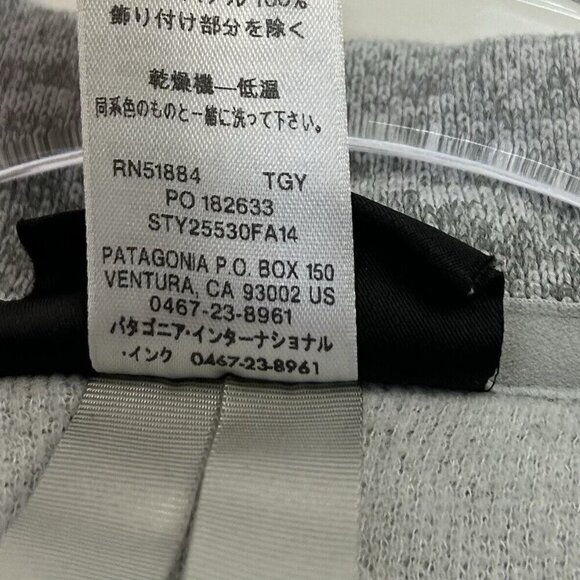 100%
飾り付け部分を除く
乾燥機—低温
同系色のものと一緒に洗って下さい。
RN51884 TGY
PO 182633
STY25530FA14
PATAGONIA P.O. BOX 150
VENTURA, CA 93002 US
0467-23-8961
パタゴニア・インターナショナル
・インク 0467-23-8961